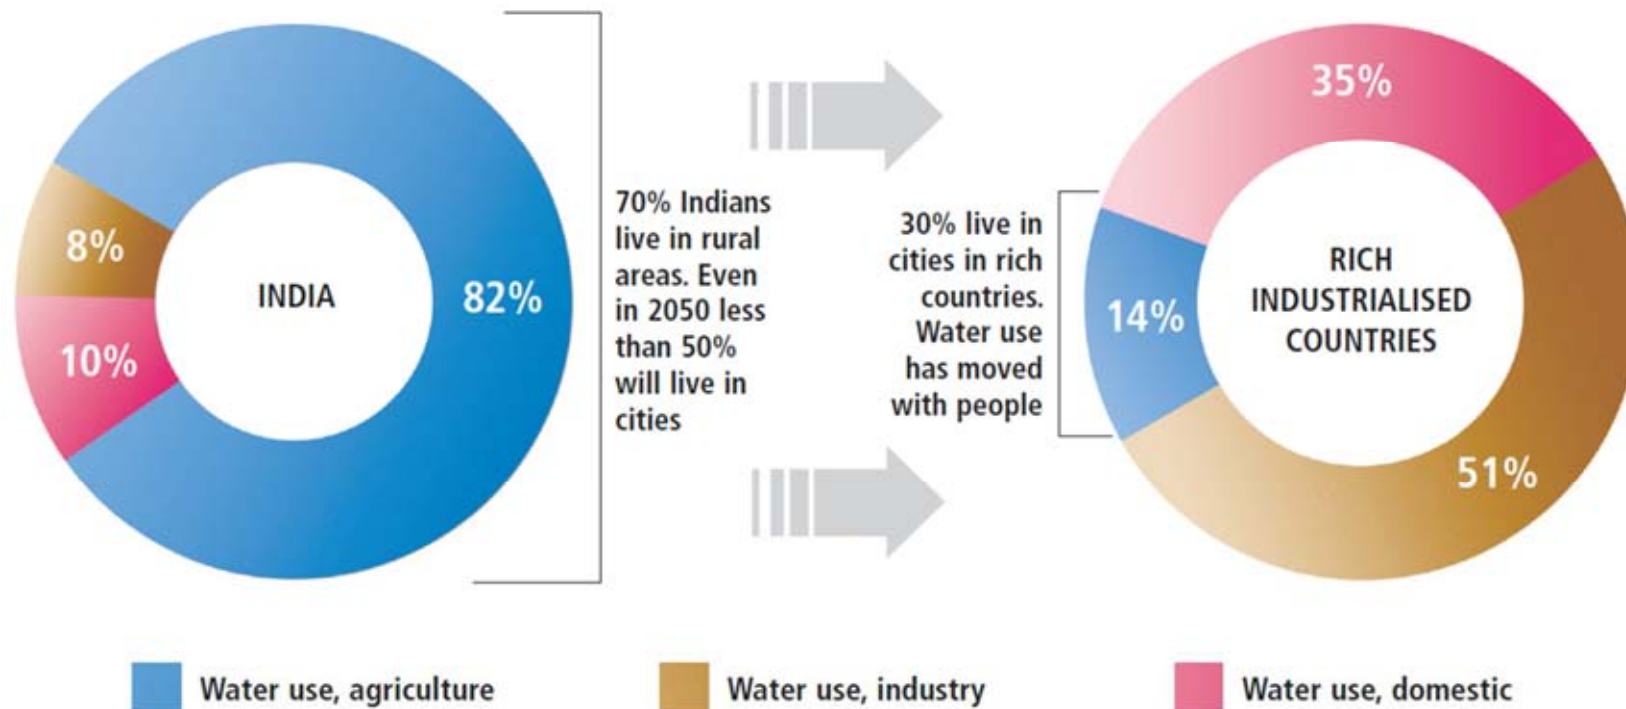 8%
10%
INDIA
82%
70% Indians
live in rural
areas. Even
in 2050 less
than 50%
will live in
cities
30% live in
cities in rich
countries.
Water use
has moved
with people
35%
14%
RICH
INDUSTRIALISED
COUNTRIES
51%
Water use, agriculture
Water use, industry
Water use, domestic